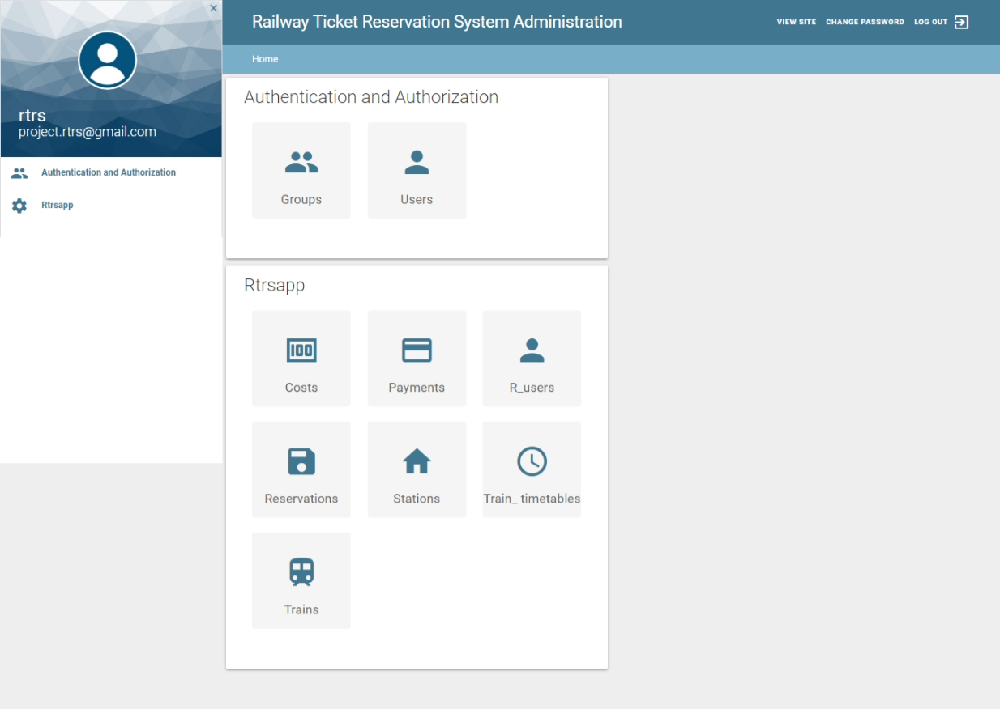 Railway Ticket Reservation System Administration
VIEW SITE CHANGE PASSWORD LOG OUT
Home
rtrs
project.rtrs@gmail.com
Authentication and Authorization
Rtrsapp
Authentication and Authorization
Groups Users
Rtrsapp
100
Costs Payments R_users
Reservations Stations Train_ timetables
Trains